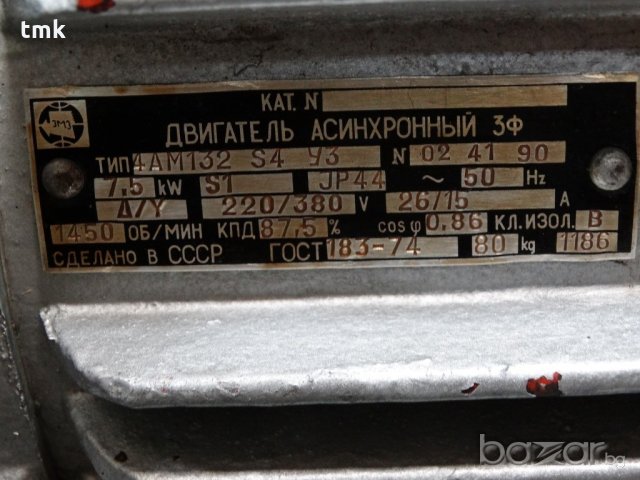 tmk
КАТ. N
ЭМЗ
ДВИГАТЕЛЬ АСИНХРОННЫЙ 3Ф
ТИП 4АМ132 S4 У3 N 02 41 90
7,5 kW S1 JP44 ~ 50 Hz
Δ/Y 220/380 V 26/15 A
1450 ОБ/МИН КПД 87,5 % cos φ 0,86 КЛ. ИЗОЛ. В
СДЕЛАНО В СССР ГОСТ 183-74 80 kg 1186
bazar.bg